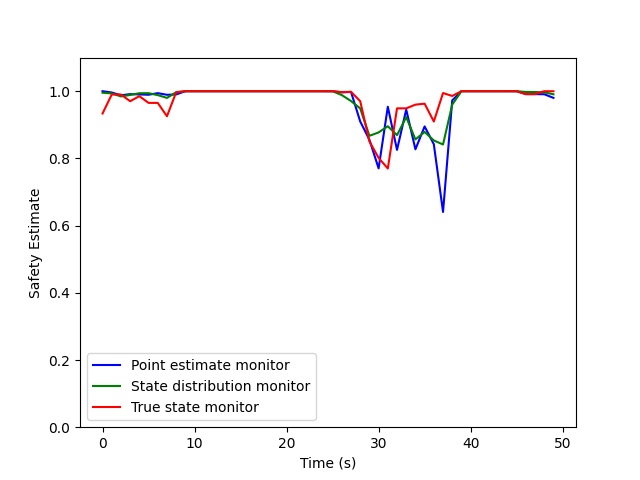 1.0
0.8
0.6
0.4
0.2
0.0
Safety Estimate
Point estimate monitor
State distribution monitor
True state monitor
0 10 20 30 40 50
Time (s)